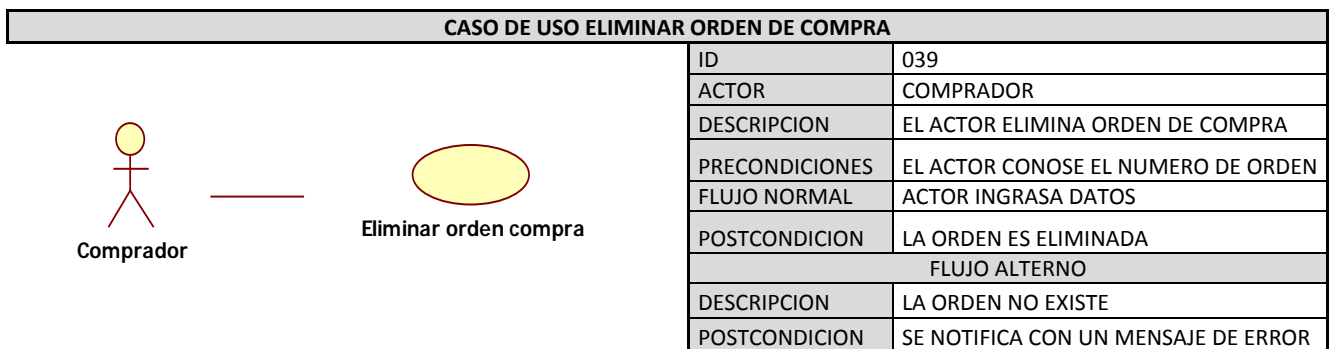 CASO DE USO ELIMINAR ORDEN DE COMPRA
ID 039
ACTOR COMPRADOR
DESCRIPCION EL ACTOR ELIMINA ORDEN DE COMPRA
PRECONDICIONES EL ACTOR CONOSE EL NUMERO DE ORDEN
FLUJO NORMAL ACTOR INGRASA DATOS
POSTCONDICION LA ORDEN ES ELIMINADA
FLUJO ALTERNO
DESCRIPCION LA ORDEN NO EXISTE
POSTCONDICION SE NOTIFICA CON UN MENSAJE DE ERROR
Comprador
Eliminar orden compra